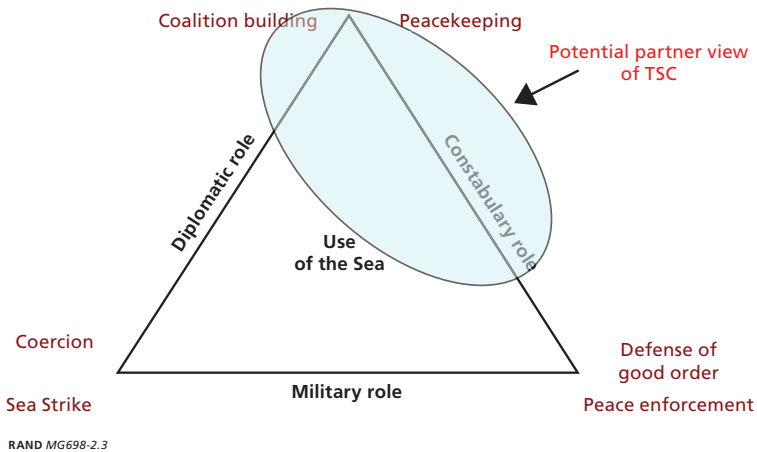 Coalition building
Peacekeeping
Potential partner view
of TSC
Diplomatic role
Constabulary role
Use
of the Sea
Coercion
Defense of
good order
Military role
Sea Strike
Peace enforcement
RAND MG698-2.3